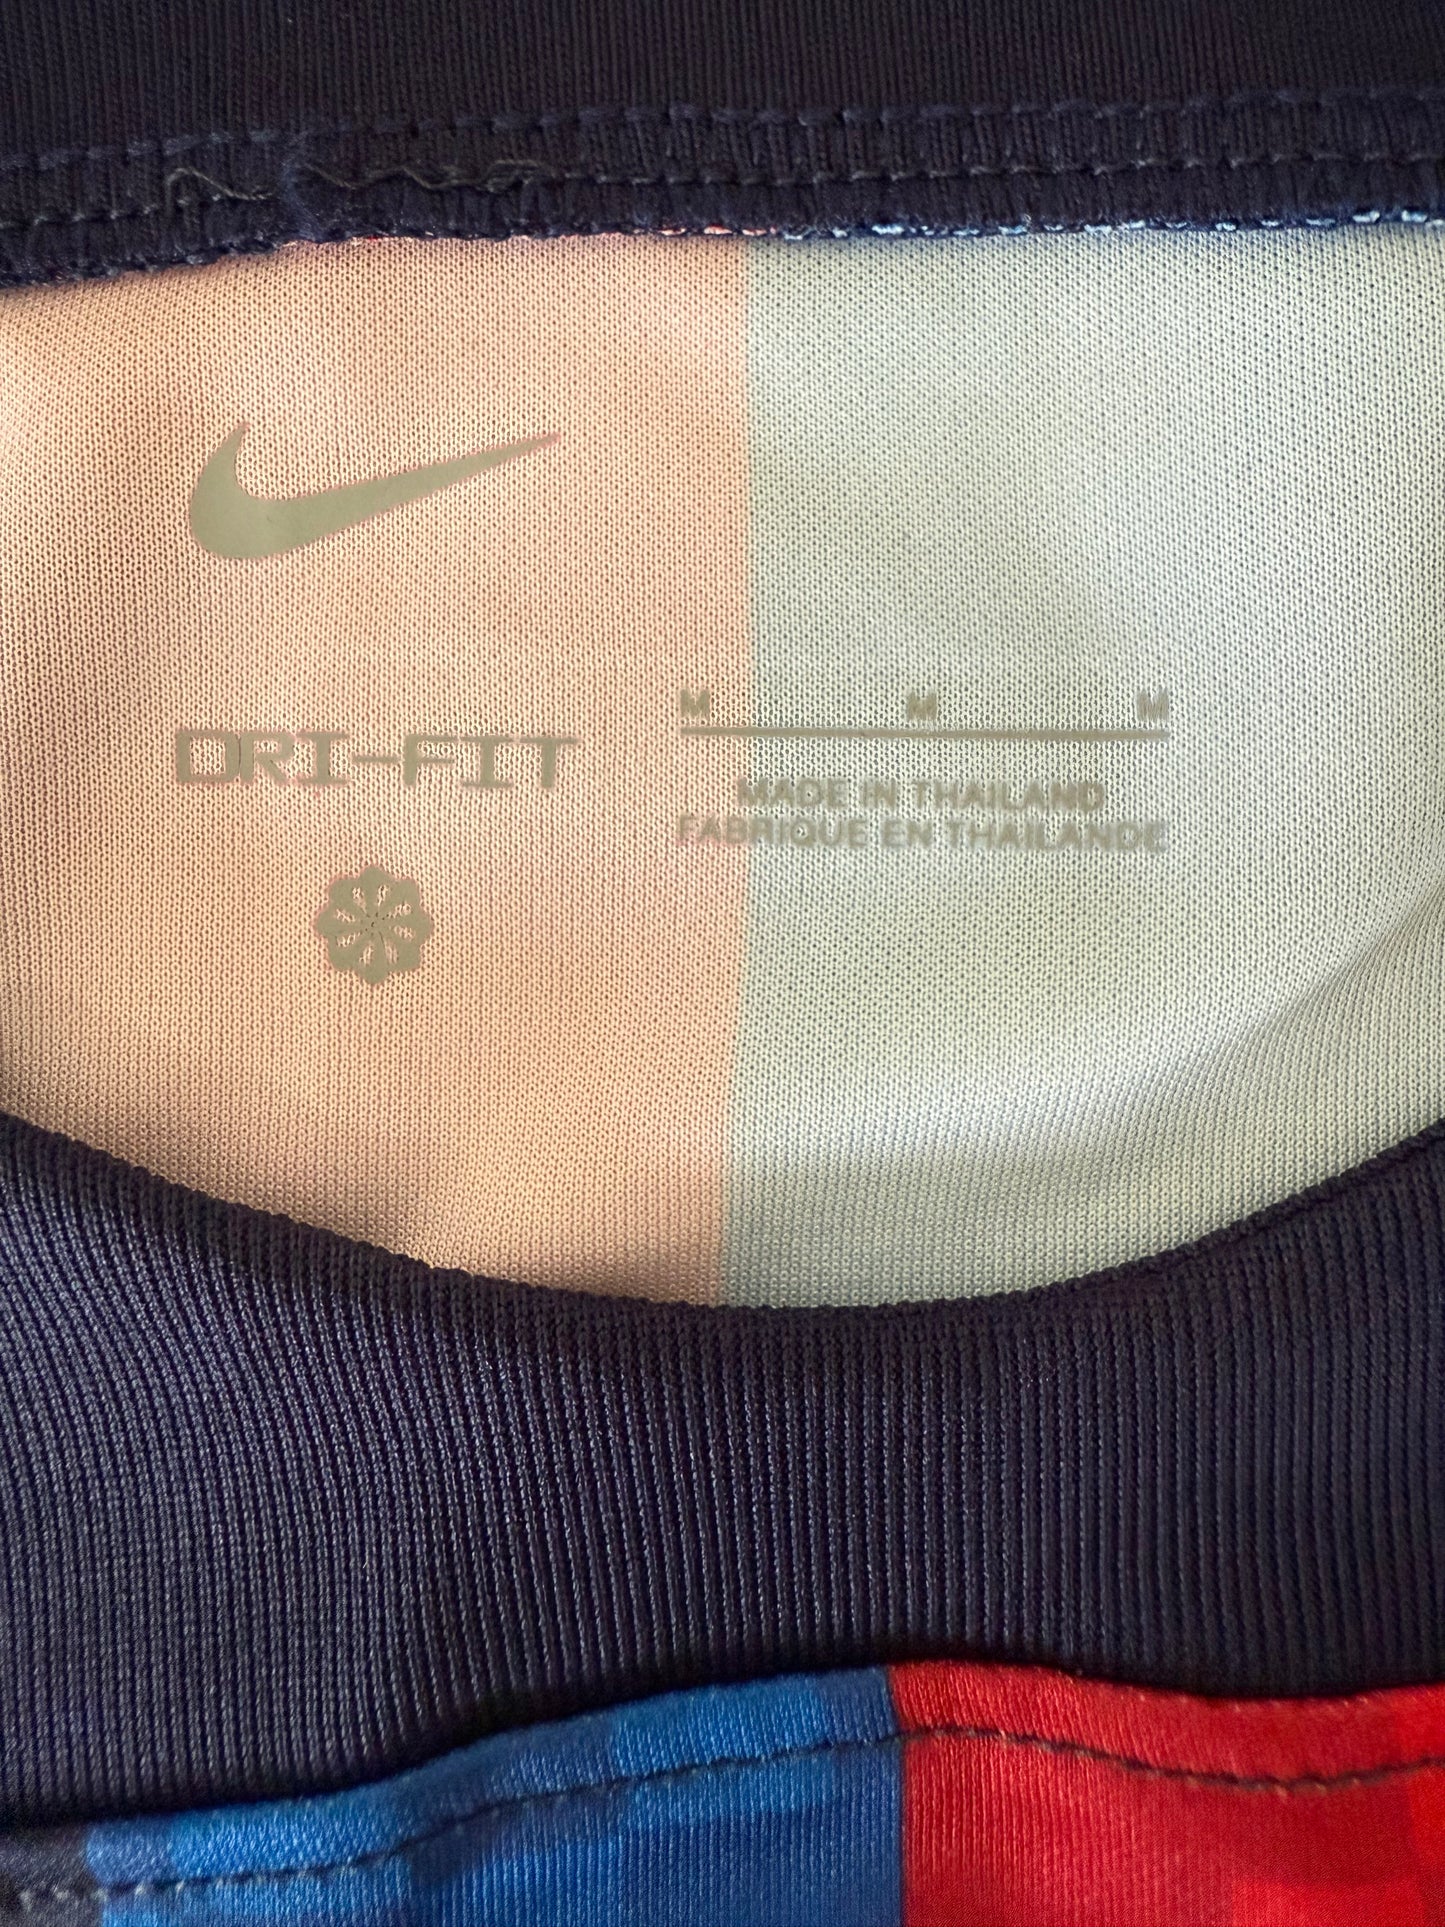 DRI-FIT
M M M
MADE IN THAILAND
FABRIQUE EN THAILANDE